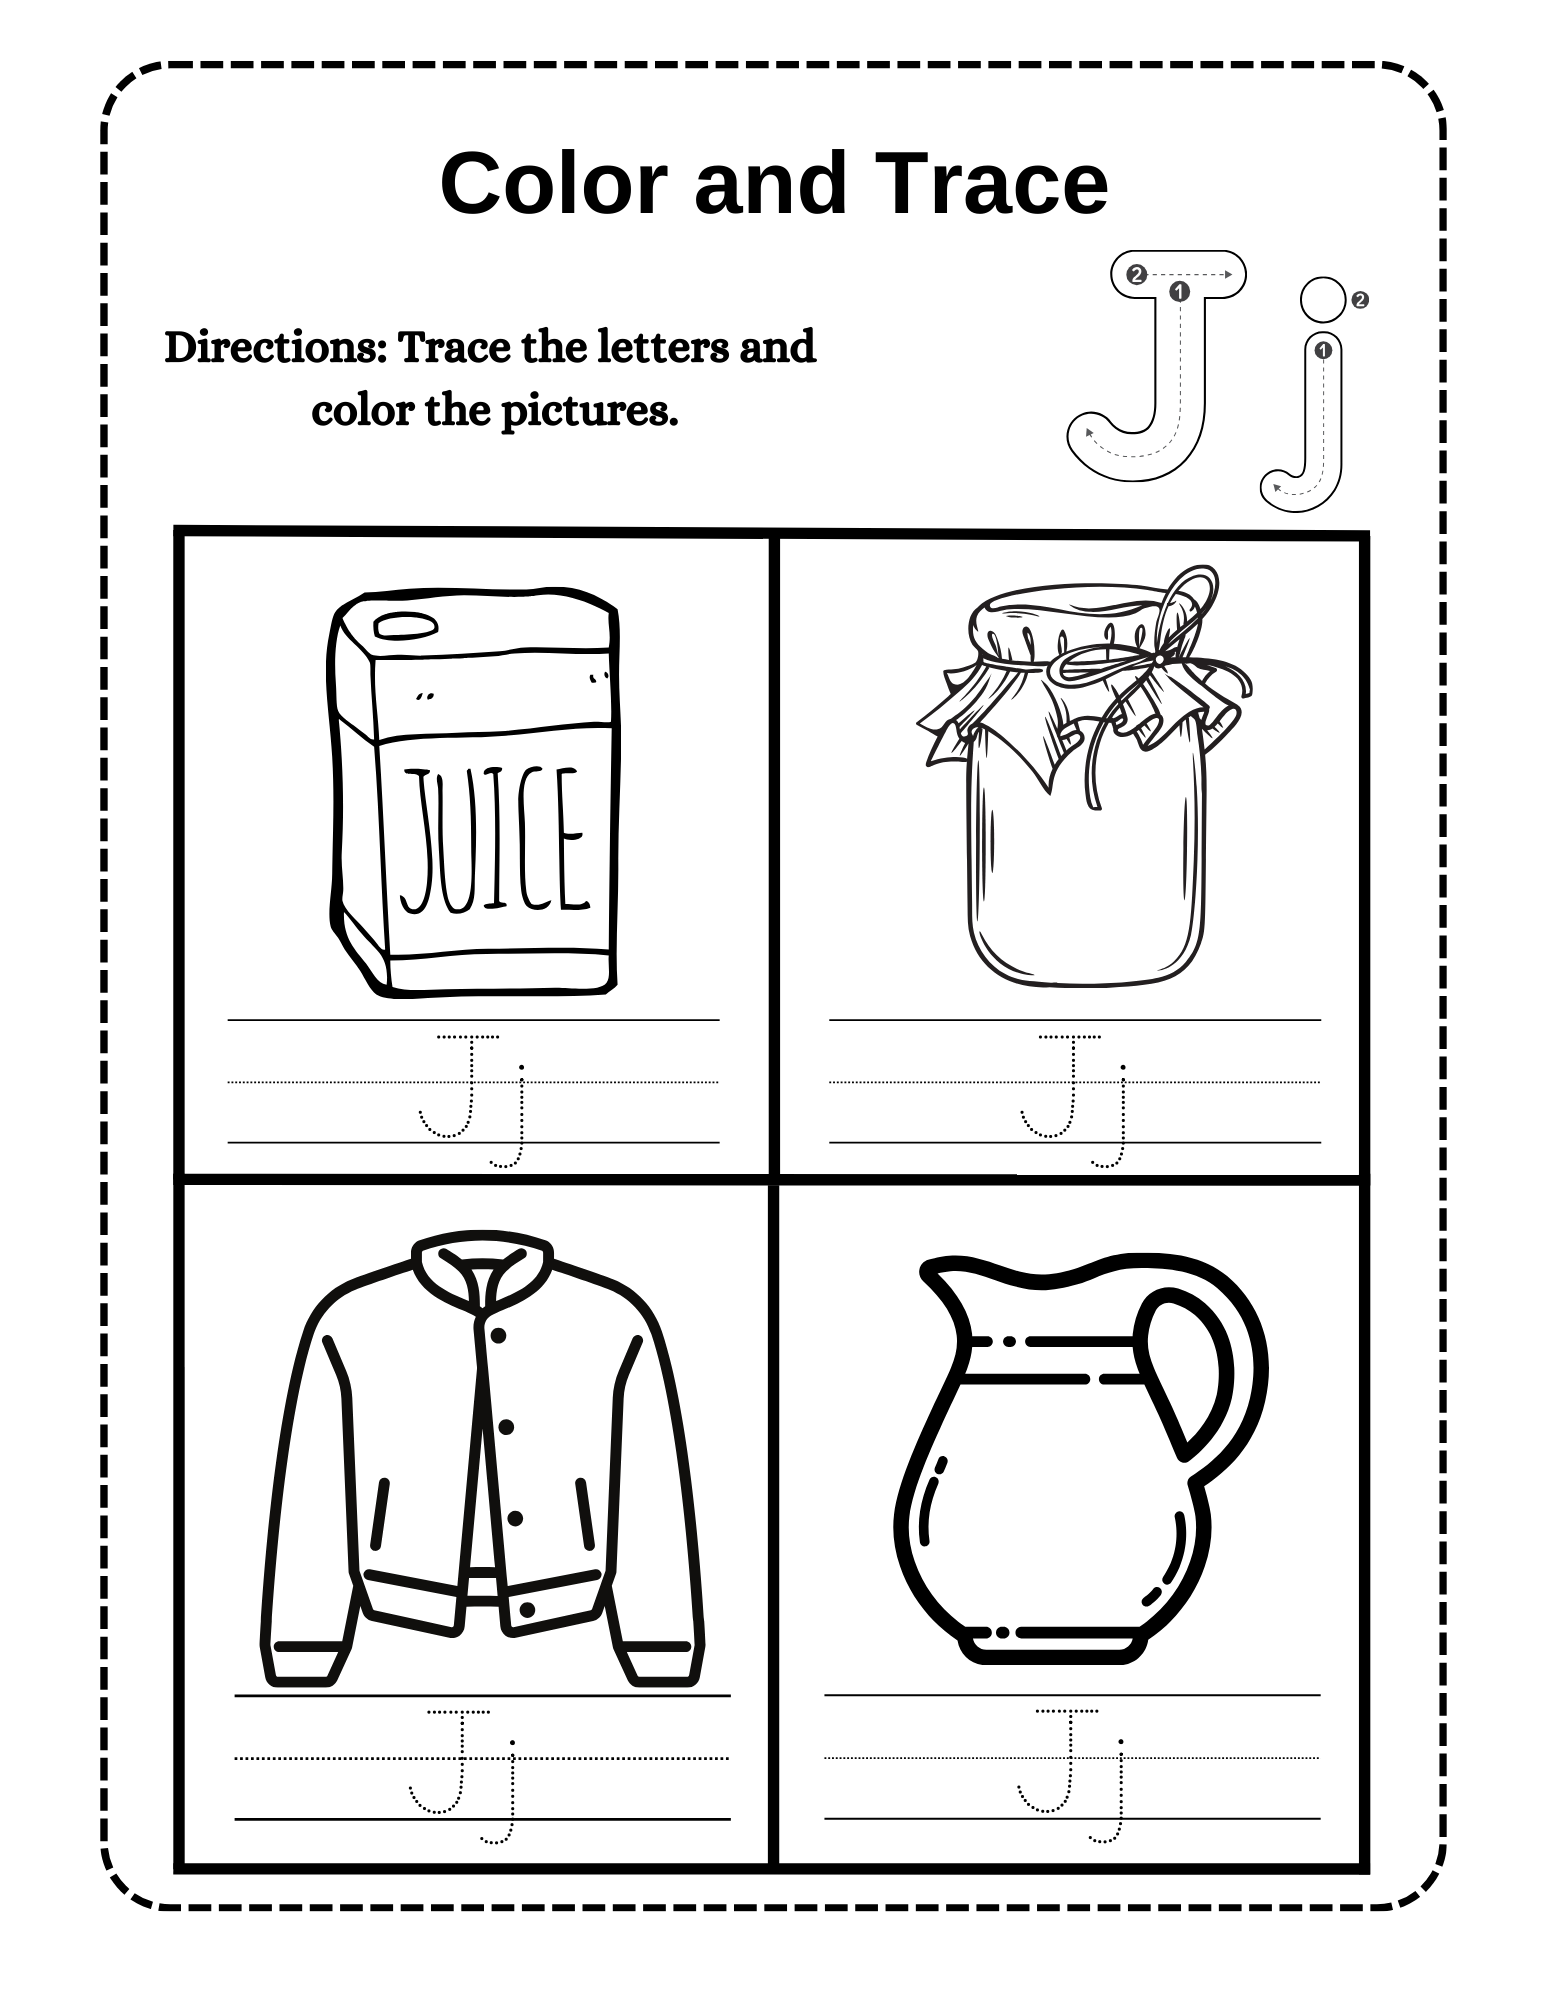 Color and Trace
Directions: Trace the letters and
color the pictures.
J j
2
1
2
1
JUICE
J j
J j
J j
J j